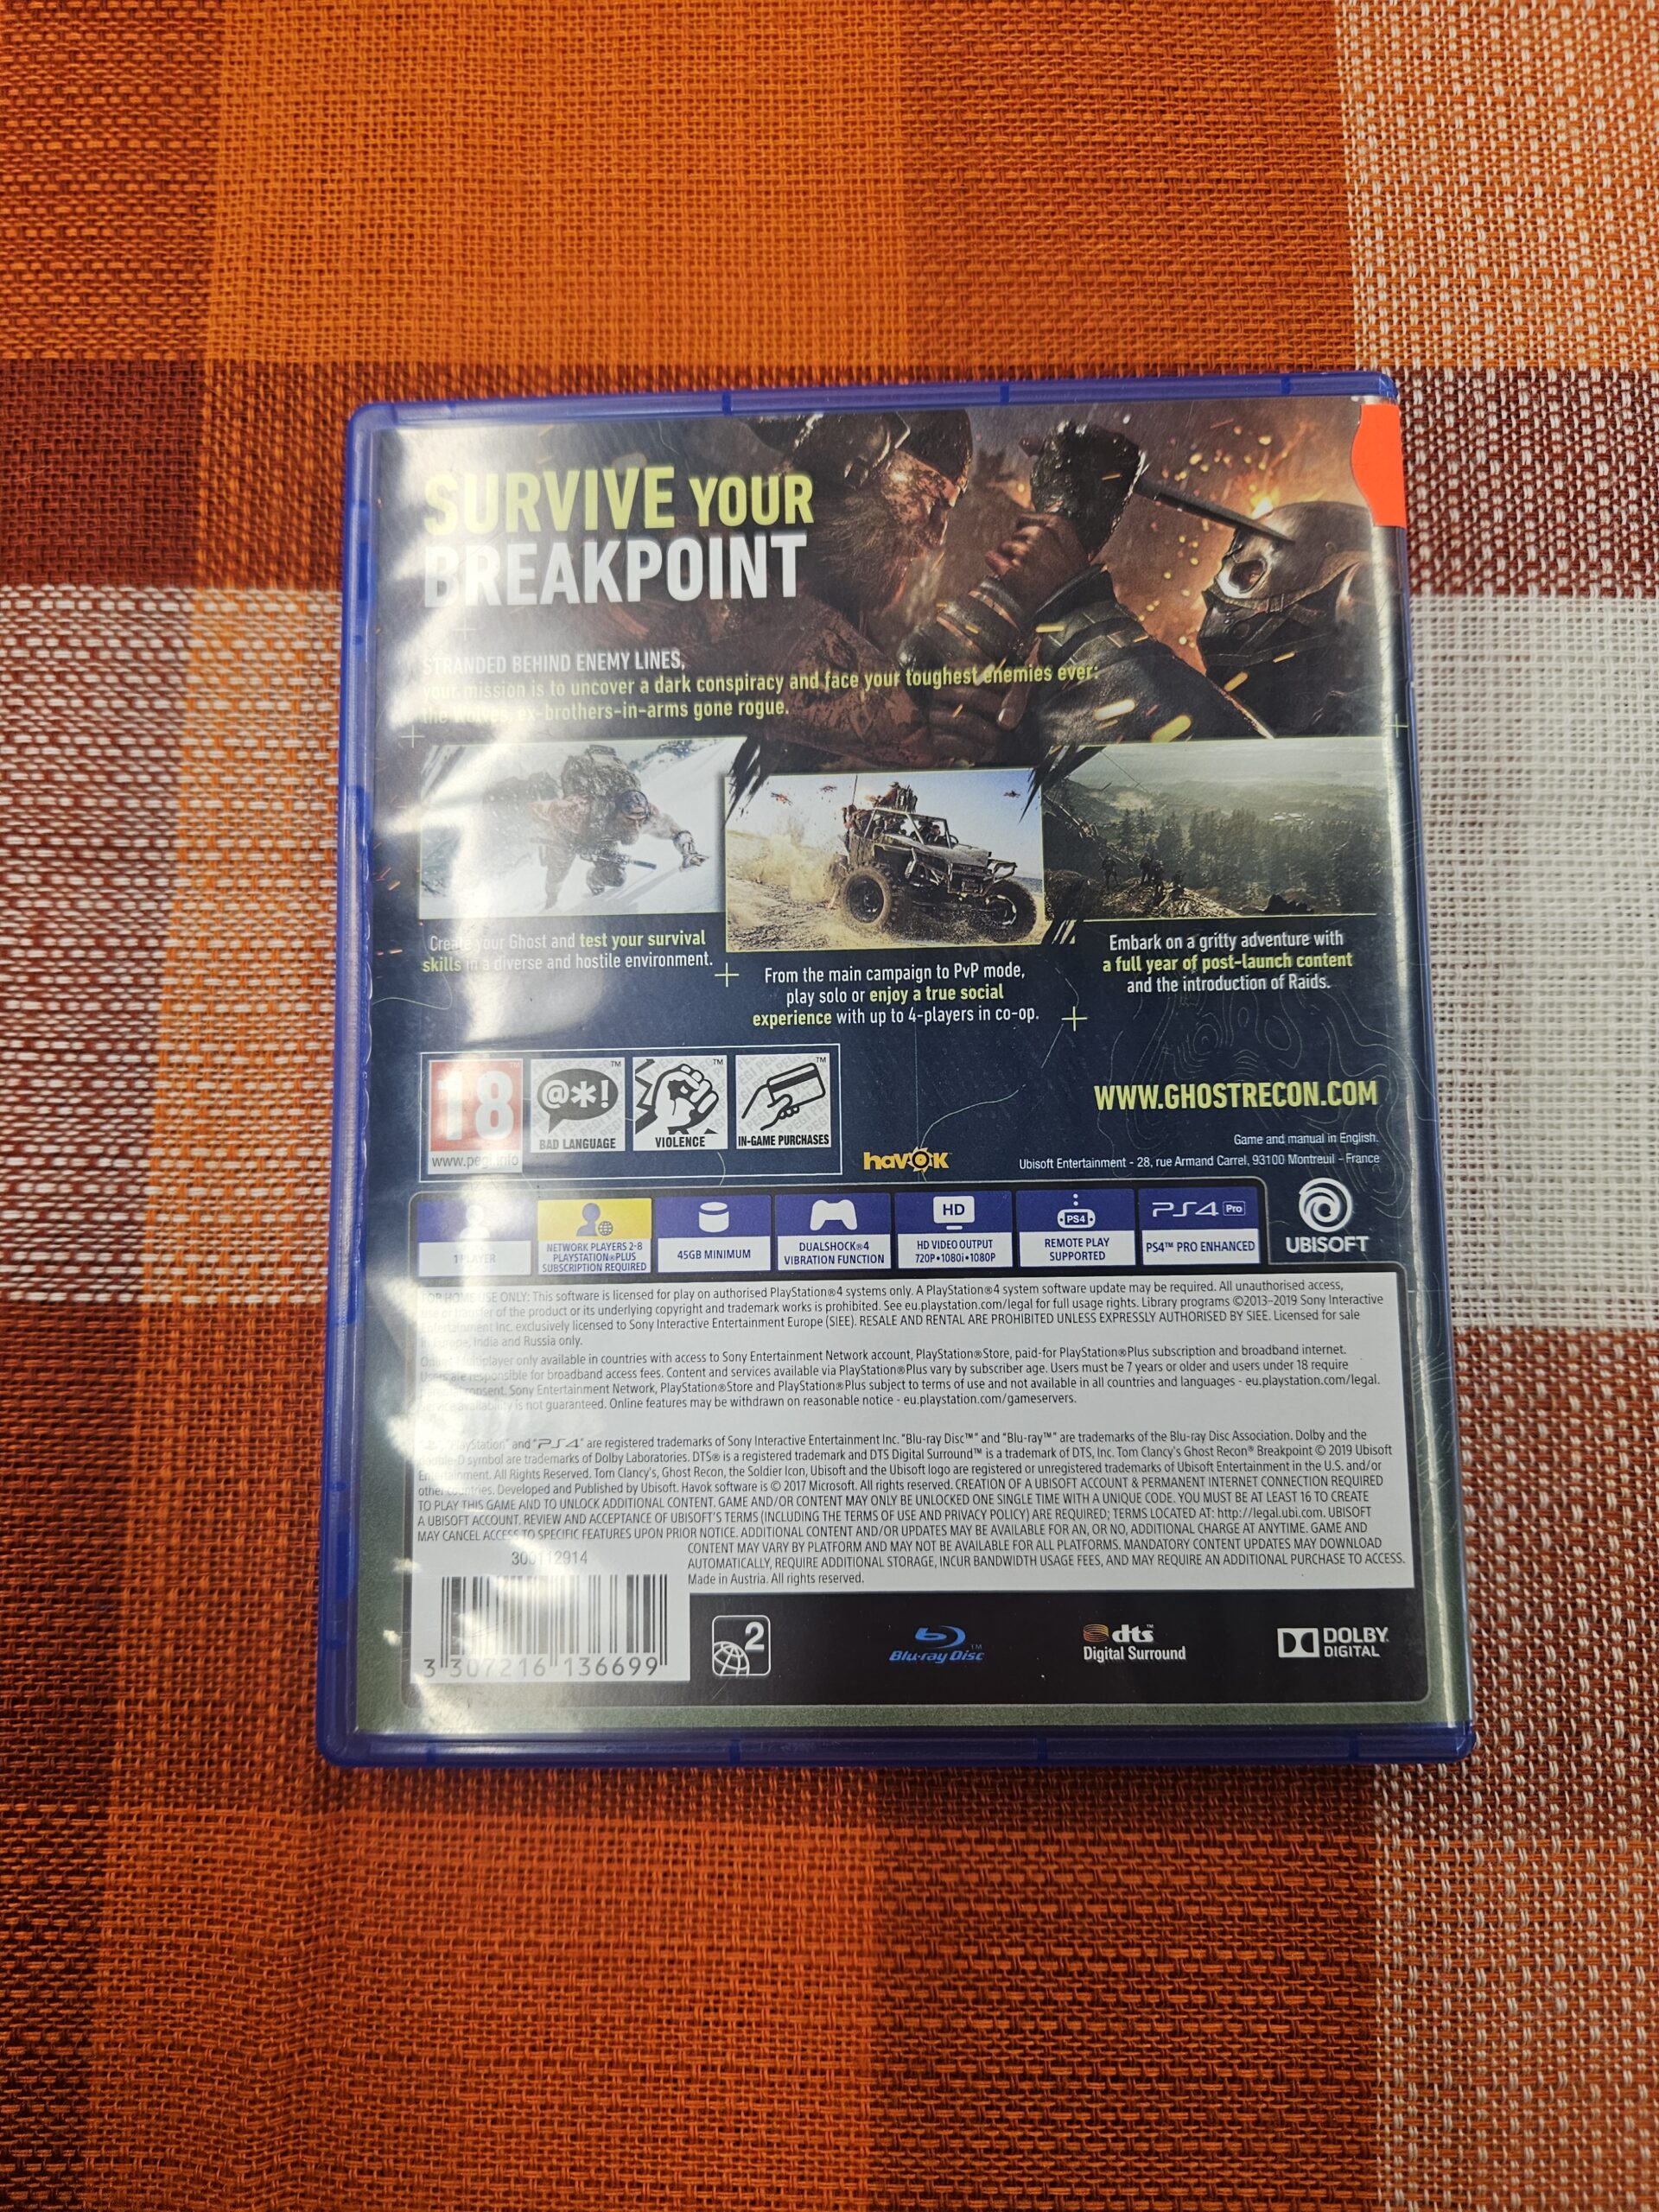 SURVIVE YOUR
BREAKPOINT
STRANDED BEHIND ENEMY LINES,
your mission is to uncover a dark conspiracy and face your toughest enemies ever:
the wolves, ex-brothers-in-arms gone rogue.
Create your Ghost and test your survival
skills in a diverse and hostile environment.
From the main campaign to PvP mode,
play solo or enjoy a true social
experience with up to 4-players in co-op.
Embark on a gritty adventure with
a full year of post-launch content
and the introduction of Raids.
18
www.pegi.info
@*!
BAD LANGUAGE
VIOLENCE
IN-GAME PURCHASES
WWW.GHOSTRECON.COM
Game and manual in English.
havok
Ubisoft Entertainment - 28, rue Armand Carrel, 93100 Montreuil - France
1 PLAYER
NETWORK PLAYERS 2-8
PLAYSTATION®PLUS
SUBSCRIPTION REQUIRED
45GB MINIMUM
DUALSHOCK®4
VIBRATION FUNCTION
HD
HD VIDEO OUTPUT
720P•1080i•1080P
PS4
REMOTE PLAY
SUPPORTED
PS4 Pro
PS4™ PRO ENHANCED
UBISOFT
FOR HOME USE ONLY: This software is licensed for play on authorised PlayStation®4 systems only. A PlayStation®4 system software update may be required. All unauthorised access,
use or transfer of the product or its underlying copyright and trademark works is prohibited. See eu.playstation.com/legal for full usage rights. Library programs ©2013-2019 Sony Interactive
Entertainment Inc. exclusively licensed to Sony Interactive Entertainment Europe (SIEE). RESALE AND RENTAL ARE PROHIBITED UNLESS EXPRESSLY AUTHORISED BY SIEE. Licensed for sale
in Europe, India and Russia only.
Online multiplayer only available in countries with access to Sony Entertainment Network account, PlayStation®Store, paid-for PlayStation®Plus subscription and broadband internet.
Users are responsible for broadband access fees. Content and services available via PlayStation®Plus vary by subscriber age. Users must be 7 years or older and users under 18 require
consent. Sony Entertainment Network, PlayStation®Store and PlayStation®Plus subject to terms of use and not available in all countries and languages - eu.playstation.com/legal.
Service availability is not guaranteed. Online features may be withdrawn on reasonable notice - eu.playstation.com/gameservers.
"PlayStation" and "PS4" are registered trademarks of Sony Interactive Entertainment Inc. "Blu-ray Disc™" and "Blu-ray™" are trademarks of the Blu-ray Disc Association. Dolby and the
double-D symbol are trademarks of Dolby Laboratories. DTS® is a registered trademark and DTS Digital Surround™ is a trademark of DTS, Inc. Tom Clancy's Ghost Recon® Breakpoint © 2019 Ubisoft
Entertainment. All Rights Reserved. Tom Clancy's, Ghost Recon, the Soldier Icon, Ubisoft and the Ubisoft logo are registered or unregistered trademarks of Ubisoft Entertainment in the U.S. and/or
other countries. Developed and Published by Ubisoft. Havok software is © 2017 Microsoft. All rights reserved. CREATION OF A UBISOFT ACCOUNT & PERMANENT INTERNET CONNECTION REQUIRED
TO PLAY THIS GAME AND TO UNLOCK ADDITIONAL CONTENT. GAME AND/OR CONTENT MAY ONLY BE UNLOCKED ONE SINGLE TIME WITH A UNIQUE CODE. YOU MUST BE AT LEAST 16 TO CREATE
A UBISOFT ACCOUNT. REVIEW AND ACCEPTANCE OF UBISOFT'S TERMS (INCLUDING THE TERMS OF USE AND PRIVACY POLICY) ARE REQUIRED; TERMS LOCATED AT: http://legal.ubi.com. UBISOFT
MAY CANCEL ACCESS TO SPECIFIC FEATURES UPON PRIOR NOTICE. ADDITIONAL CONTENT AND/OR UPDATES MAY BE AVAILABLE FOR AN, OR NO, ADDITIONAL CHARGE AT ANYTIME. GAME AND
CONTENT MAY VARY BY PLATFORM AND MAY NOT BE AVAILABLE FOR ALL PLATFORMS. MANDATORY CONTENT UPDATES MAY DOWNLOAD
AUTOMATICALLY, REQUIRE ADDITIONAL STORAGE, INCUR BANDWIDTH USAGE FEES, AND MAY REQUIRE AN ADDITIONAL PURCHASE TO ACCESS.
Made in Austria. All rights reserved.
300112914
3 307216 136699
2
Blu-ray Disc™
dts™
Digital Surround
DOLBY
DIGITAL